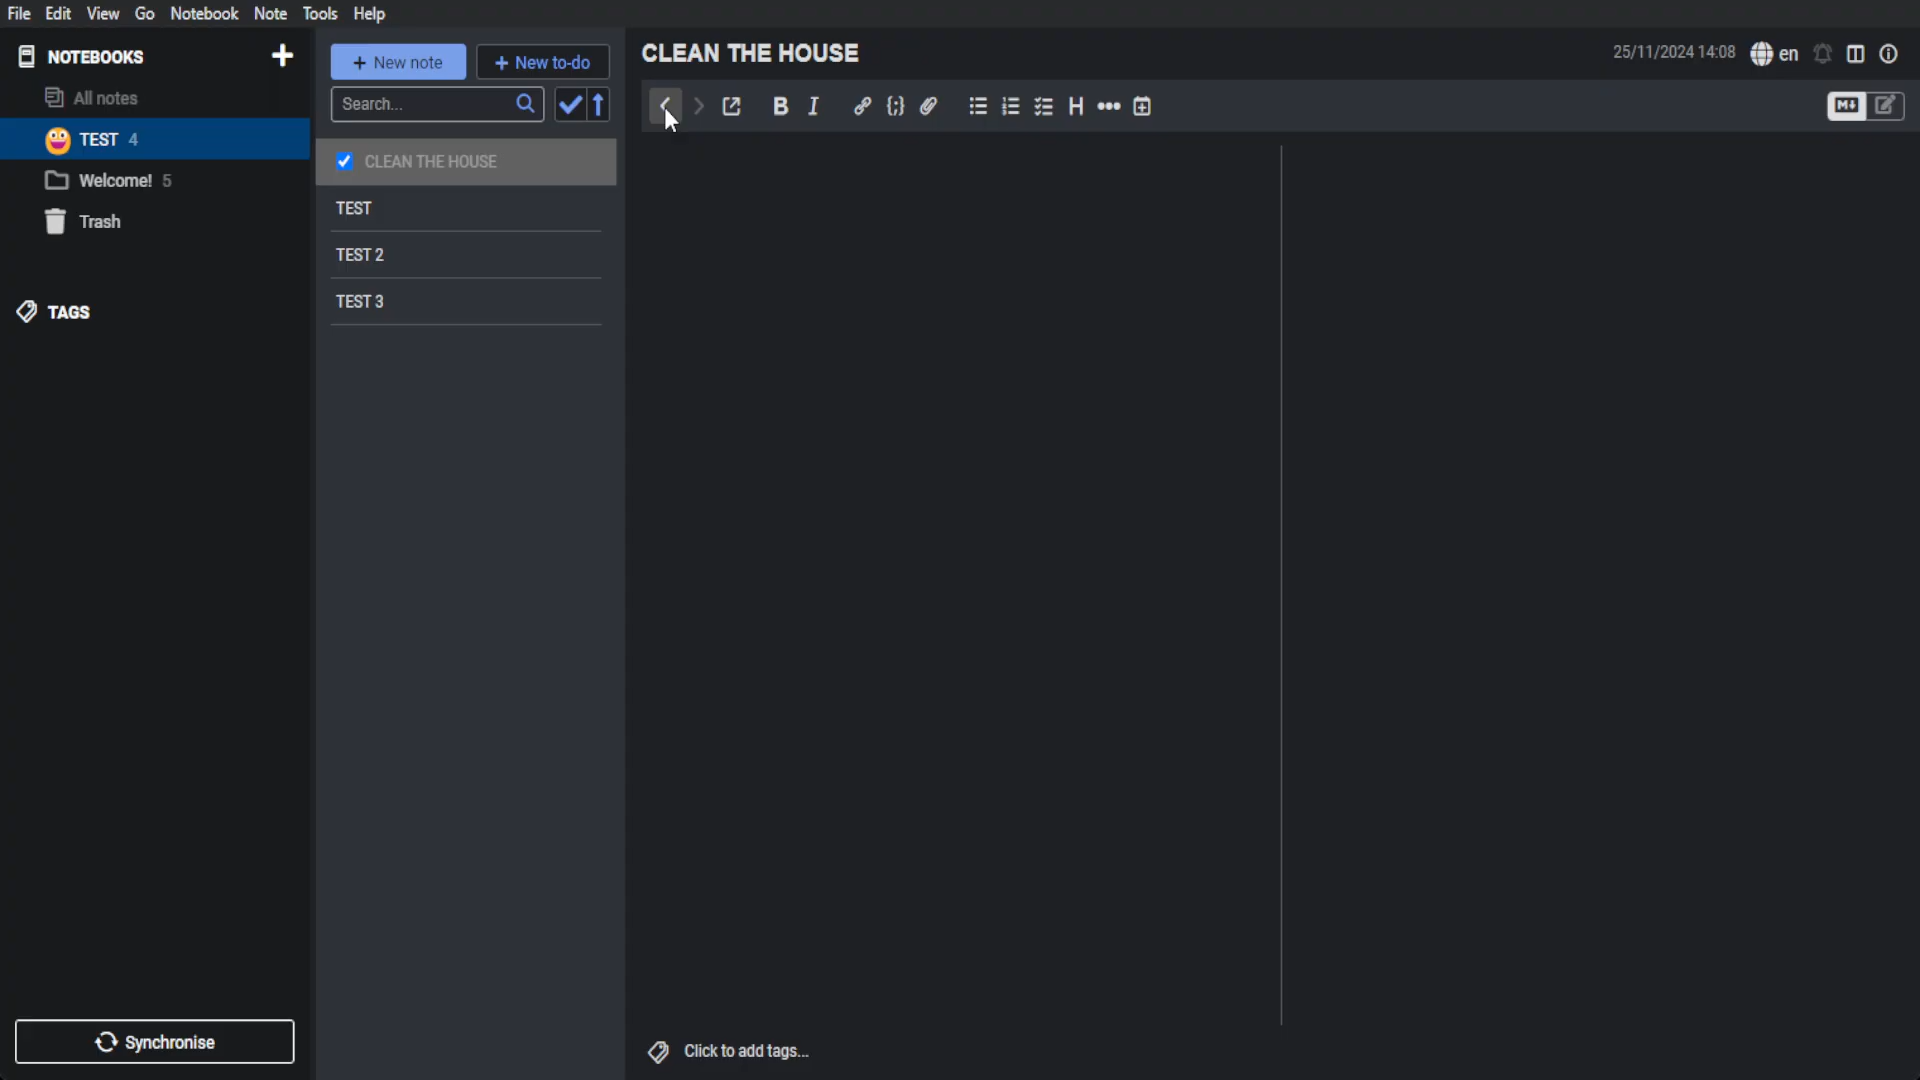 File Edit View Go Notebook Note Tools Help
NOTEBOOKS
All notes
TEST 4
Welcome! 5
Trash
TAGS
Synchronise
+ New note
+ New to-do
Search...
CLEAN THE HOUSE
TEST
TEST 2
TEST 3
CLEAN THE HOUSE
25/11/2024 14:08
en
B I
H
M
Click to add tags...